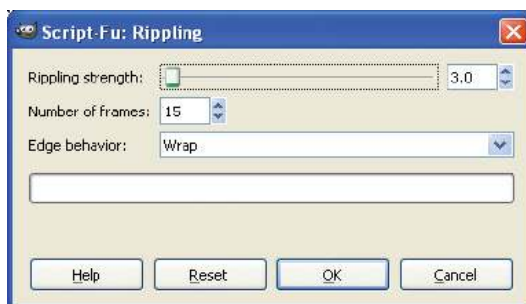 Script-Fu: Rippling
Rippling strength: 3.0
Number of frames: 15
Edge behavior: Wrap
Help Reset OK Cancel